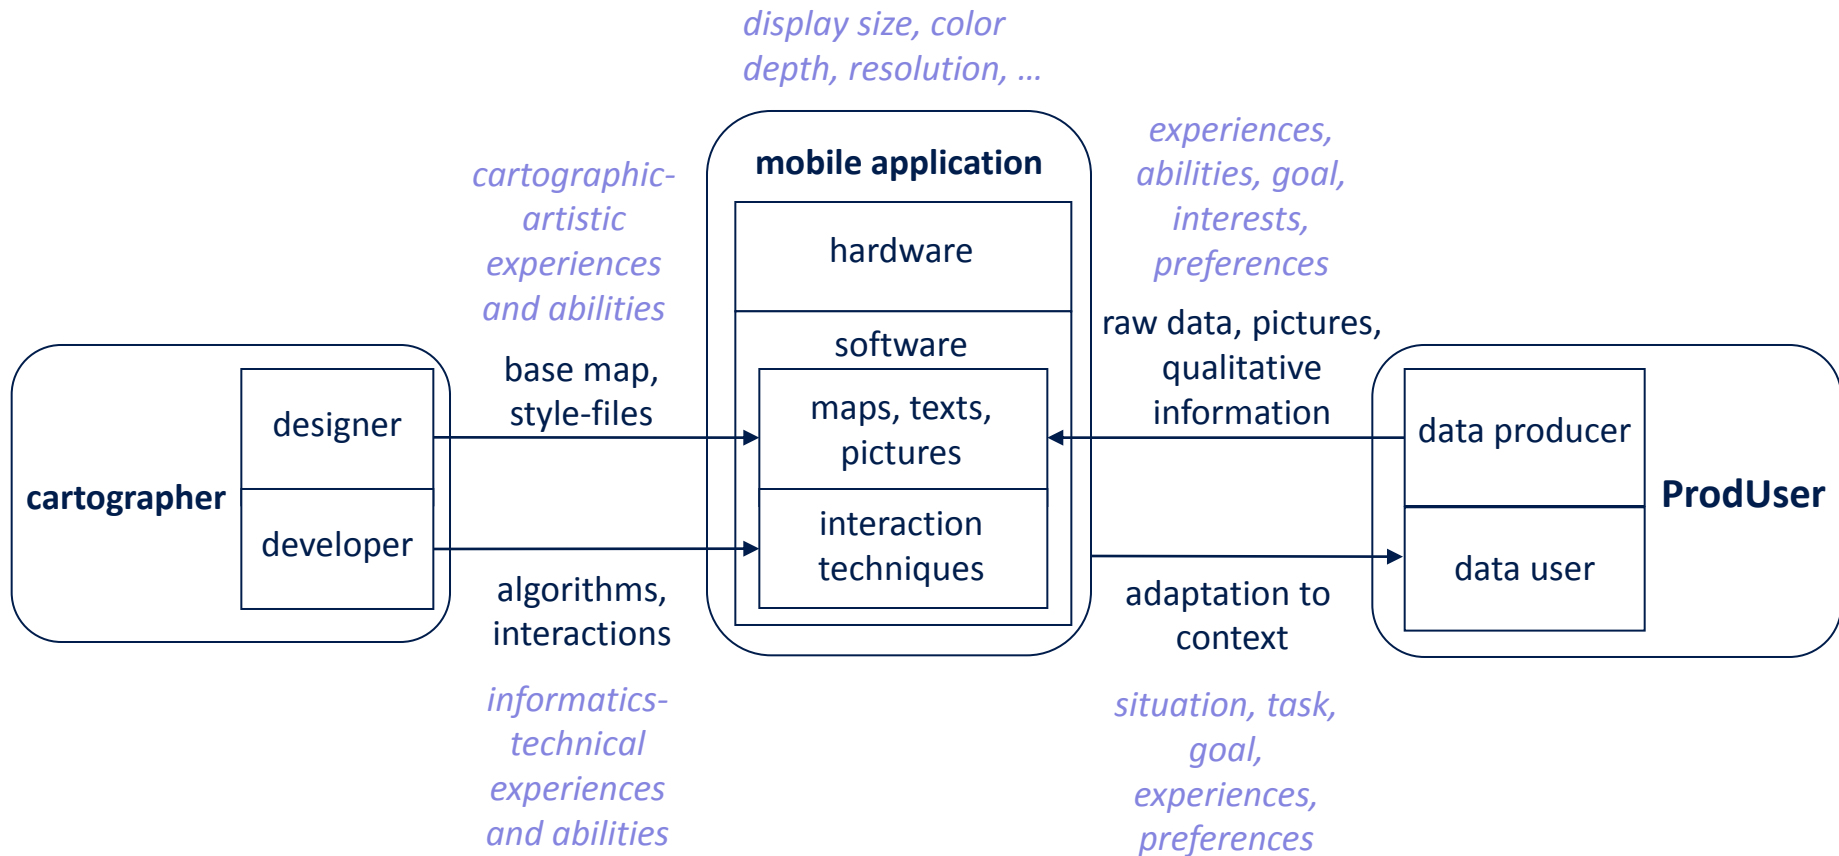 display size, color
depth, resolution, ...
cartographic-
artistic
experiences
and abilities
base map,
style-files
cartographer
designer
developer
algorithms,
interactions
informatics-
technical
experiences
and abilities
mobile application
hardware
software
maps, texts,
pictures
interaction
techniques
experiences,
abilities, goal,
interests,
preferences
raw data, pictures,
qualitative
information
data producer
data user
ProdUser
adaptation to
context
situation, task,
goal,
experiences,
preferences